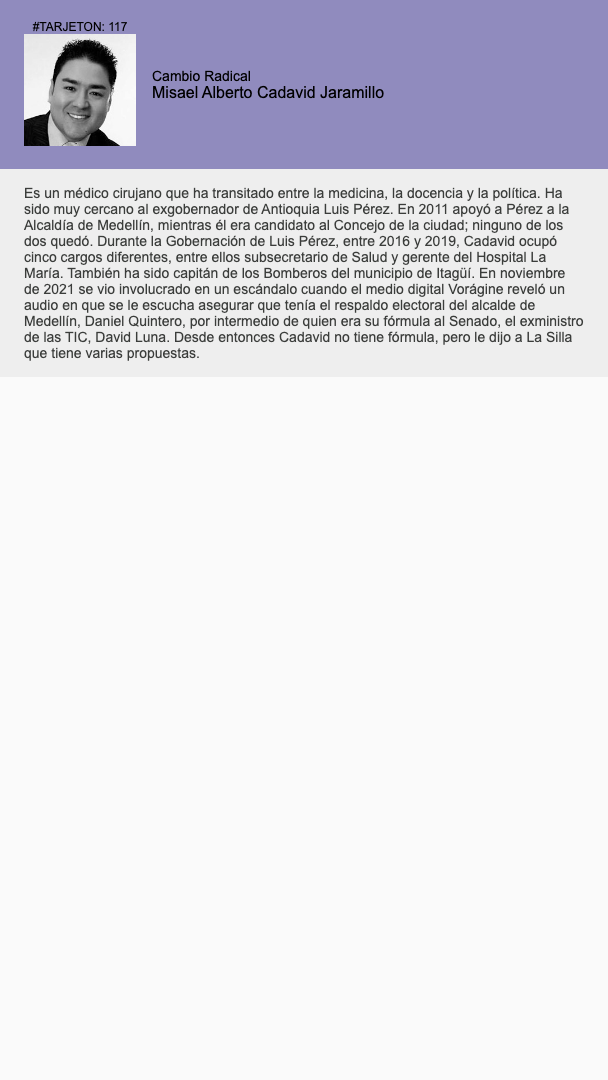 #TARJETON: 117
Cambio Radical
Misael Alberto Cadavid Jaramillo
Es un médico cirujano que ha transitado entre la medicina, la docencia y la política. Ha
sido muy cercano al exgobernador de Antioquia Luis Pérez. En 2011 apoyó a Pérez a la
Alcaldía de Medellín, mientras él era candidato al Concejo de la ciudad; ninguno de los
dos quedó. Durante la Gobernación de Luis Pérez, entre 2016 y 2019, Cadavid ocupó
cinco cargos diferentes, entre ellos subsecretario de Salud y gerente del Hospital La
María. También ha sido capitán de los Bomberos del municipio de Itagüí. En noviembre
de 2021 se vio involucrado en un escándalo cuando el medio digital Vorágine reveló un
audio en que se le escucha asegurar que tenía el respaldo electoral del alcalde de
Medellín, Daniel Quintero, por intermedio de quien era su fórmula al Senado, el exministro
de las TIC, David Luna. Desde entonces Cadavid no tiene fórmula, pero le dijo a La Silla
que tiene varias propuestas.